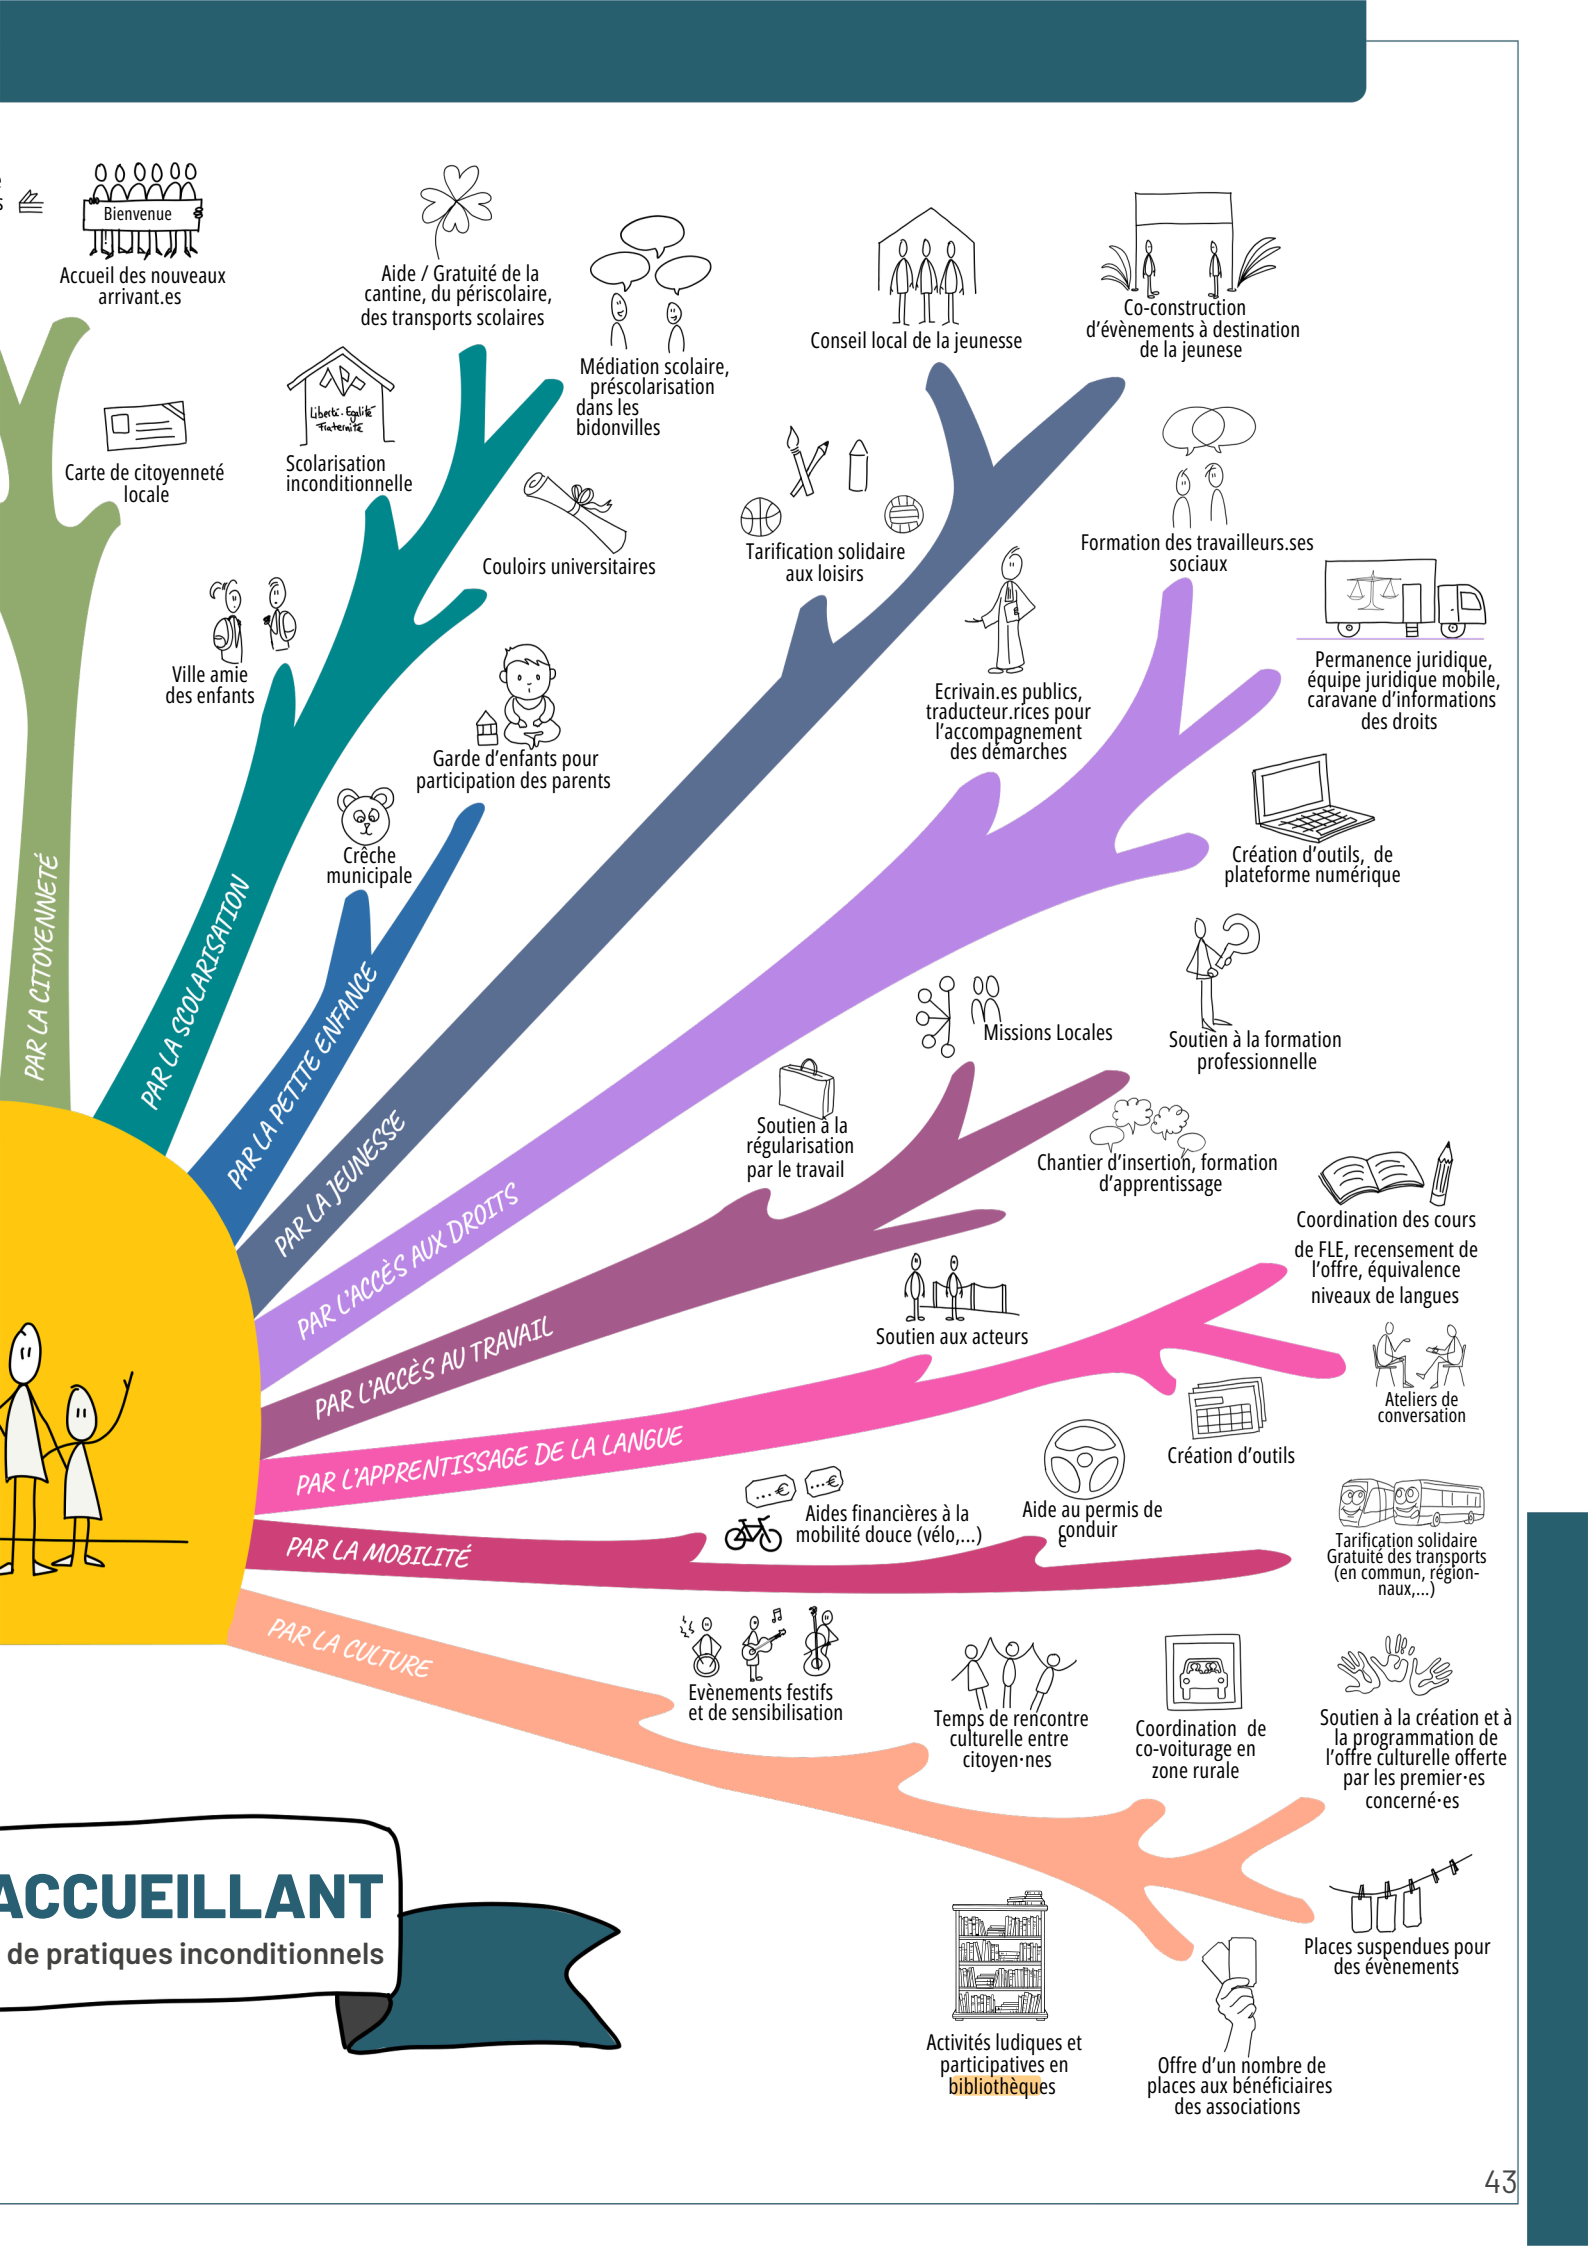 Bienvenue
Accueil des nouveaux
arrivant.es
Carte de citoyenneté
locale
PAR LA CITOYENNETÉ
Aide / Gratuité de la
cantine, du périscolaire,
des transports scolaires
Médiation scolaire,
préscolarisation
dans les
bidonvilles
Liberté - Egalité
Fraternité
Scolarisation
inconditionnelle
Couloirs universitaires
Ville amie
des enfants
PAR LA SCOLARISATION
Garde d'enfants pour
participation des parents
Crêche
municipale
PAR LA PETITE ENFANCE
Conseil local de la jeunesse
Co-construction
d'évènements à destination
de la jeunese
Tarification solidaire
aux loisirs
PAR LA JEUNESSE
Formation des travailleurs.ses
sociaux
Ecrivain.es publics,
traducteur.rices pour
l'accompagnement
des démarches
Permanence juridique,
équipe juridique mobile,
caravane d'informations
des droits
Création d'outils, de
plateforme numérique
PAR L'ACCÈS AUX DROITS
Missions Locales
Soutien à la formation
professionnelle
Soutien à la
régularisation
par le travail
Chantier d'insertion, formation
d'apprentissage
PAR L'ACCÈS AU TRAVAIL
Coordination des cours
de FLE, recensement de
l'offre, équivalence
niveaux de langues
Soutien aux acteurs
Ateliers de
conversation
Création d'outils
PAR L'APPRENTISSAGE DE LA LANGUE
...€
...€
Aides financières à la
mobilité douce (vélo,...)
Aide au permis de
conduir
e
Tarification solidaire
Gratuité des transports
(en commun, région-
naux,...)
PAR LA MOBILITÉ
Coordination de
co-voiturage en
zone rurale
PAR LA CULTURE
Evènements festifs
et de sensibilisation
Temps de rencontre
culturelle entre
citoyen·nes
Soutien à la création et à
la programmation de
l'offre culturelle offerte
par les premier·es
concerné·es
Places suspendues pour
des évènements
Activités ludiques et
participatives en
bibliothèques
Offre d'un nombre de
places aux bénéficiaires
des associations
ACCUEILLANT
de pratiques inconditionnels
43